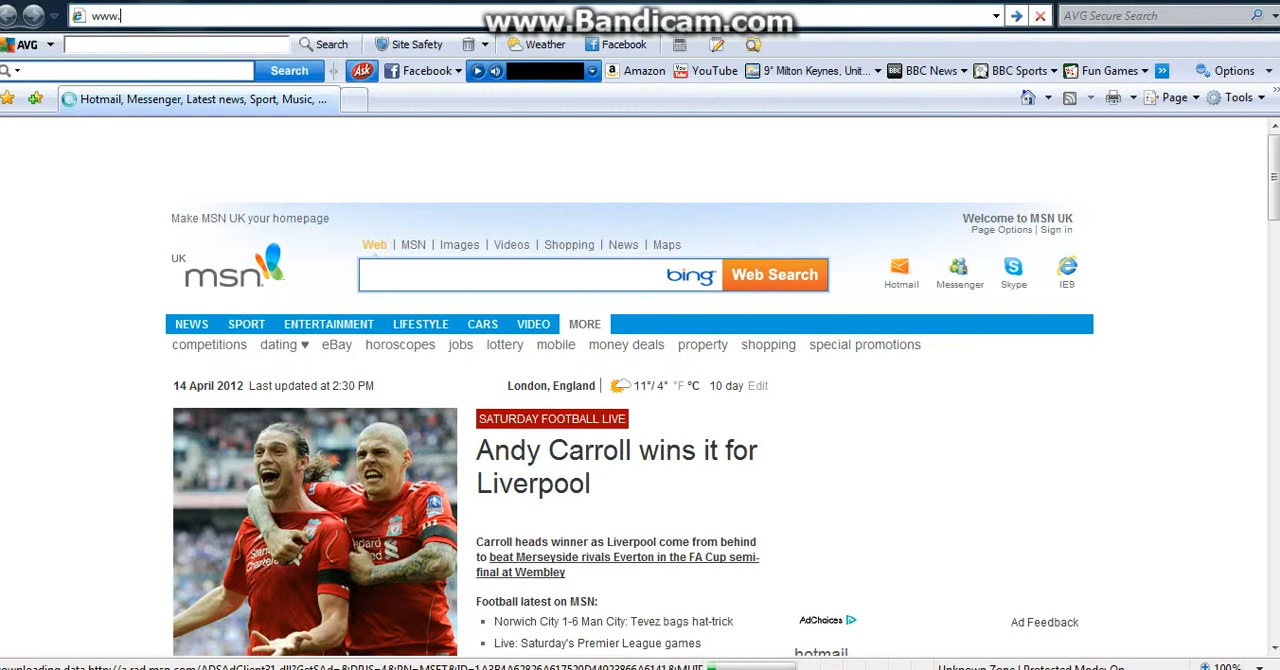 www.
www.Bandicam.com
AVG Secure Search
AVG Search Site Safety Weather Facebook
Search Ask Facebook Amazon YouTube 9° Milton Keynes, Unit... BBC News BBC Sports Fun Games » Options
Hotmail, Messenger, Latest news, Sport, Music, ... Page Tools »
Make MSN UK your homepage
Welcome to MSN UK
Page Options | Sign in
Web | MSN | Images | Videos | Shopping | News | Maps
UK
msn
bing Web Search
Hotmail Messenger Skype IE9
NEWS SPORT ENTERTAINMENT LIFESTYLE CARS VIDEO MORE
competitions dating ♥ eBay horoscopes jobs lottery mobile money deals property shopping special promotions
14 April 2012 Last updated at 2:30 PM
London, England | 11°/ 4° °F °C 10 day Edit
SATURDAY FOOTBALL LIVE
Andy Carroll wins it for
Liverpool
Carroll heads winner as Liverpool come from behind
to beat Merseyside rivals Everton in the FA Cup semi-
final at Wembley
Football latest on MSN:
Norwich City 1-6 Man City: Tevez bags hat-trick
Live: Saturday's Premier League games
AdChoices
Ad Feedback
hotmail
Unknown Zone | Protected Mode: On
100%